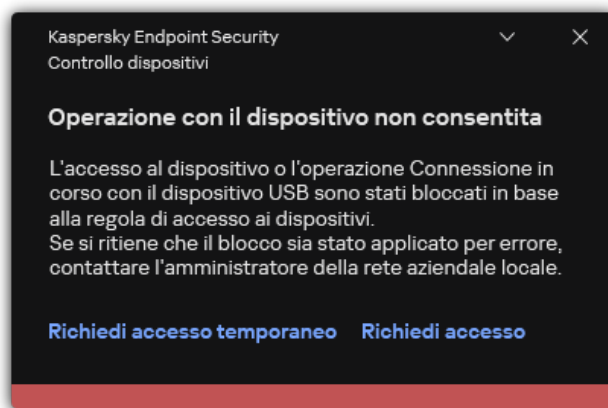 Kaspersky Endpoint Security
Controllo dispositivi
Operazione con il dispositivo non consentita
L'accesso al dispositivo o l'operazione Connessione in
corso con il dispositivo USB sono stati bloccati in base
alla regola di accesso ai dispositivi.
Se si ritiene che il blocco sia stato applicato per errore,
contattare l'amministratore della rete aziendale locale.
Richiedi accesso temporaneo Richiedi accesso